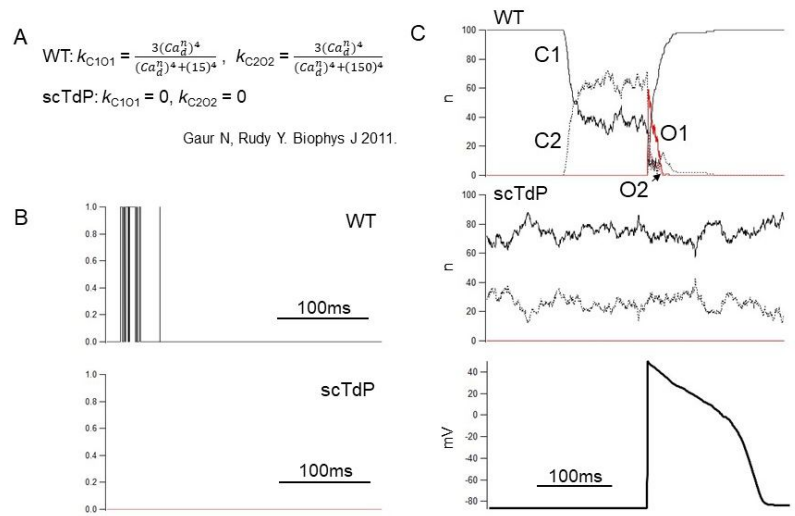 A
WT: kC1O1 = 3(Ca_d^n)^4 / (Ca_d^n)^4+(15)^4 , kC2O2 = 3(Ca_d^n)^4 / (Ca_d^n)^4+(150)^4
scTdP: kC1O1 = 0, kC2O2 = 0
Gaur N, Rudy Y. Biophys J 2011.
B
1.0
0.8
0.6
0.4
0.2
0.0
WT
100ms
1.0
0.8
0.6
0.4
0.2
0.0
scTdP
100ms
C
WT
100
80
60
40
20
0
n
C1
C2
O1
O2
scTdP
100
80
60
40
20
0
n
40
20
0
-20
-40
-60
-80
mV
100ms